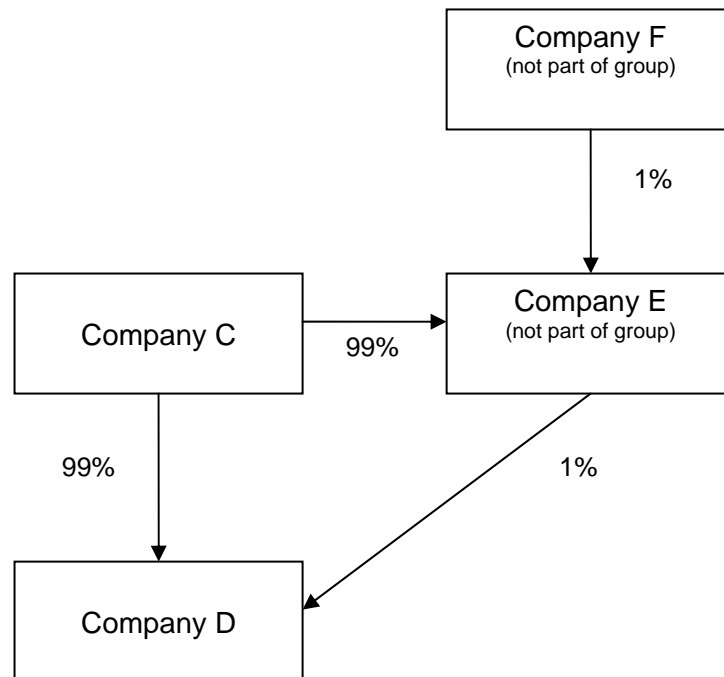 Company F
(not part of group)
1%
Company C
99%
Company E
(not part of group)
99%
1%
Company D